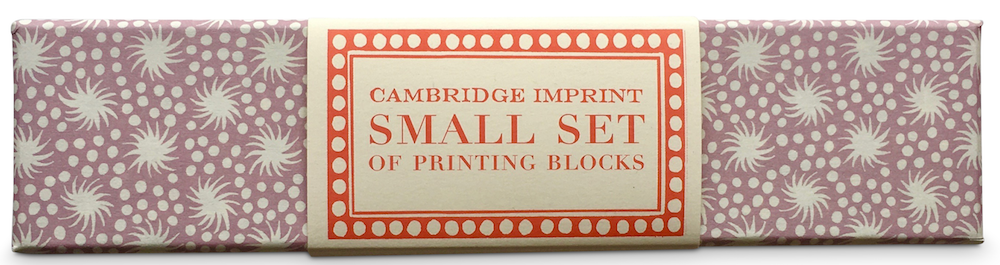 CAMBRIDGE IMPRINT
SMALL SET
OF PRINTING BLOCKS